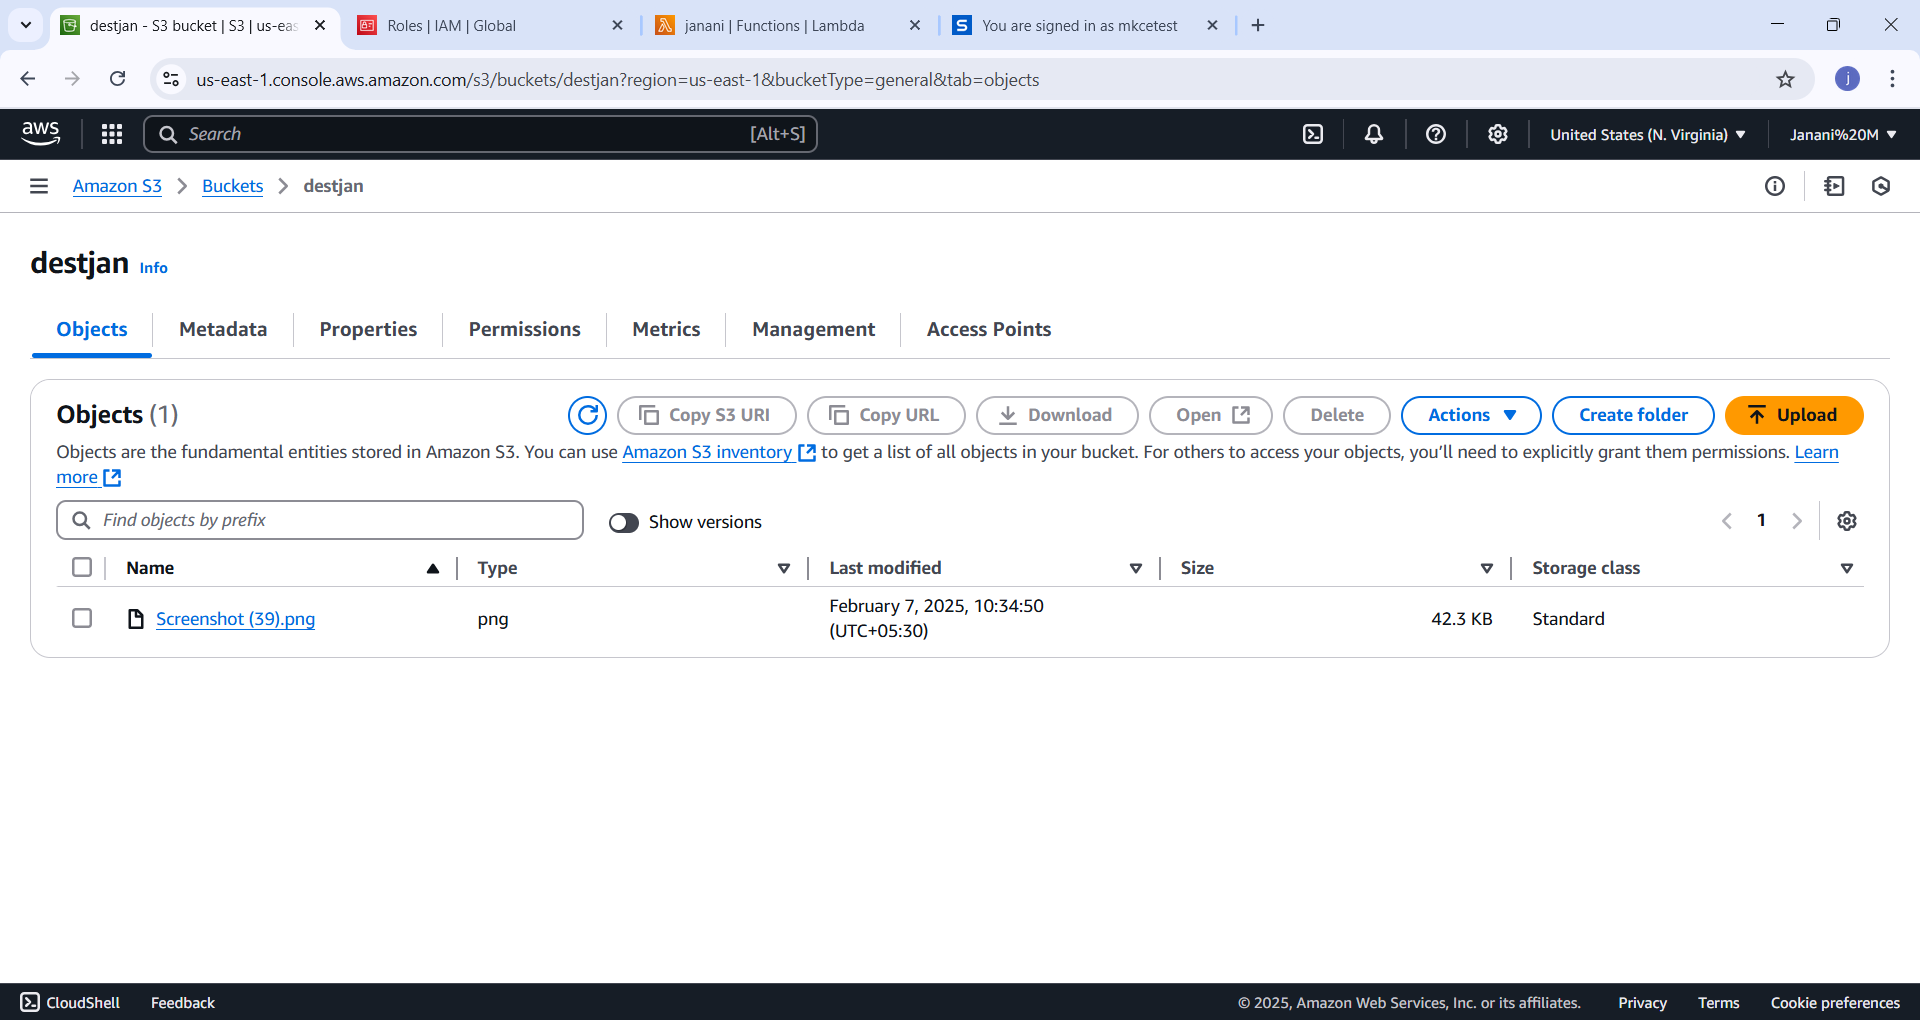 destjan - S3 bucket | S3 | us-eas
Roles | IAM | Global
janani | Functions | Lambda
S You are signed in as mkcetest
us-east-1.console.aws.amazon.com/s3/buckets/destjan?region=us-east-1&bucketType=general&tab=objects
j
aws
Search [Alt+S]
United States (N. Virginia)
Janani%20M
Amazon S3 > Buckets > destjan
destjan Info
Objects Metadata Properties Permissions Metrics Management Access Points
Objects (1)
Copy S3 URI
Copy URL
Download
Open
Delete
Actions
Create folder
Upload
Objects are the fundamental entities stored in Amazon S3. You can use Amazon S3 inventory to get a list of all objects in your bucket. For others to access your objects, you’ll need to explicitly grant them permissions. Learn
more
Find objects by prefix
Show versions
1
Name Type Last modified Size Storage class
Screenshot (39).png png February 7, 2025, 10:34:50 42.3 KB Standard
(UTC+05:30)
CloudShell Feedback © 2025, Amazon Web Services, Inc. or its affiliates. Privacy Terms Cookie preferences